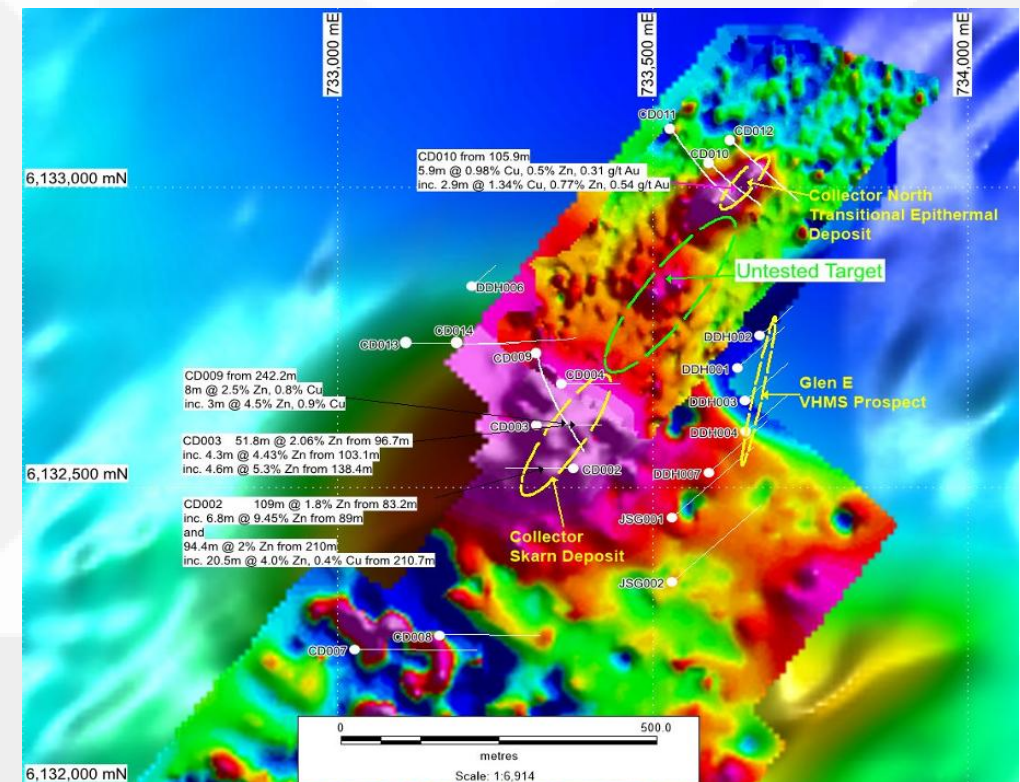 733,000 mE
733,500 mE
734,000 mE
CD011
CD012
CD010
CD010 from 105.9m
5.9m @ 0.98% Cu, 0.5% Zn, 0.31 g/t Au
inc. 2.9m @ 1.34% Cu, 0.77% Zn, 0.54 g/t Au
6,133,000 mN
Collector North
Transitional Epithermal
Deposit
Untested Target
DDH006
DDH002
CD013
CD014
CD009
DDH001
CD004
CD009 from 242.2m
8m @ 2.5% Zn, 0.8% Cu
inc. 3m @ 4.5% Zn, 0.9% Cu
Glen E
VHMS Prospect
DDH003
CD003
DDH004
CD003 51.8m @ 2.06% Zn from 96.7m
inc. 4.3m @ 4.43% Zn from 103.1m
inc. 4.6m @ 5.3% Zn from 138.4m
6,132,500 mN
CD002
DDH007
CD002 109m @ 1.8% Zn from 83.2m
inc. 6.8m @ 9.45% Zn from 89m
and
94.4m @ 2% Zn from 210m
inc. 20.5m @ 4.0% Zn, 0.4% Cu from 210.7m
JSG001
Collector
Skarn Deposit
JSG002
CD008
CD007
0 500.0
metres
Scale: 1:6,914
6,132,000 mN